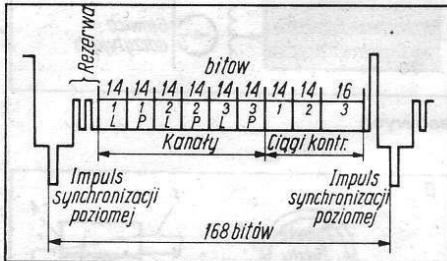 Rezerwa
bitów
14 14 14 14 14 14 14 14 16
1 1 2 2 3 3 1 2 3
L P L P L P
Kanały
Ciągi kontr.
Impuls
synchronizacji
poziomej
Impuls
synchronizacji
poziomej
168 bitów